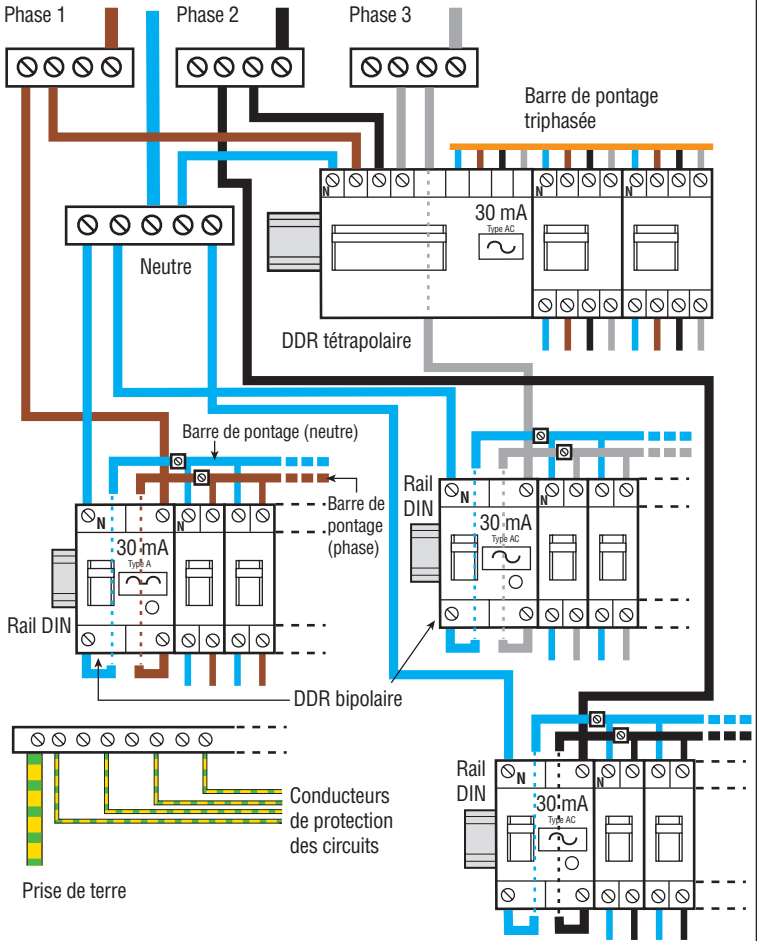 Phase 1
Phase 2
Phase 3
Barre de pontage
triphasée
N
N
N
30 mA
Type AC
Neutre
DDR tétrapolaire
Barre de pontage (neutre)
Barre de
pontage
(phase)
Rail
DIN
N
N
30 mA
Type AC
N
N
30 mA
Type A
Rail DIN
DDR bipolaire
Rail
DIN
N
N
30 mA
Type AC
Conducteurs
de protection
des circuits
Prise de terre